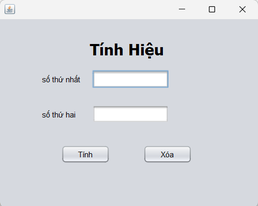 Tính Hiệu
số thứ nhất
số thứ hai
Tính
Xóa